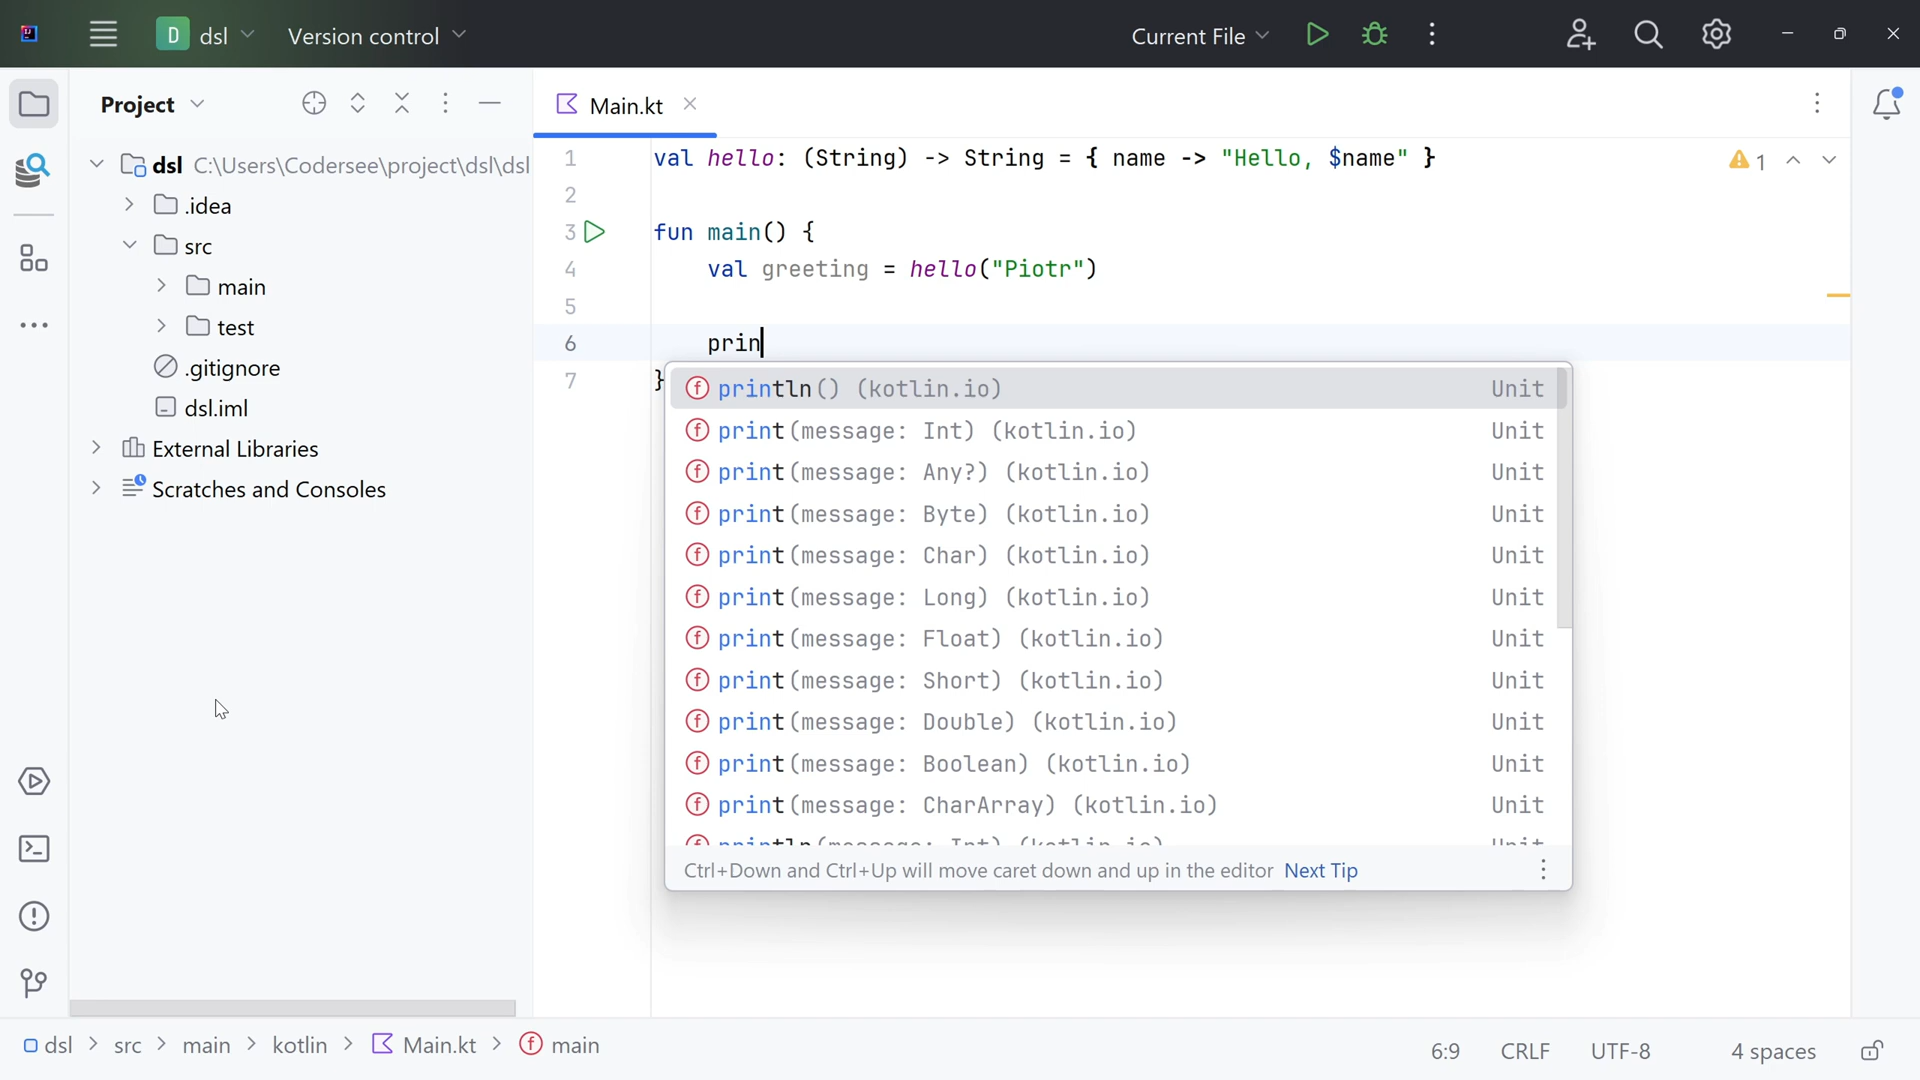 D dsl Version control Current File
Project
Main.kt
dsl C:\Users\Codersee\project\dsl\dsl
.idea
src
main
test
.gitignore
dsl.iml
External Libraries
Scratches and Consoles
1 val hello: (String) -> String = { name -> "Hello, $name" }
1
2
3 fun main() {
4 val greeting = hello("Piotr")
5
6 prin
7 }
println() (kotlin.io) Unit
print(message: Int) (kotlin.io) Unit
print(message: Any?) (kotlin.io) Unit
print(message: Byte) (kotlin.io) Unit
print(message: Char) (kotlin.io) Unit
print(message: Long) (kotlin.io) Unit
print(message: Float) (kotlin.io) Unit
print(message: Short) (kotlin.io) Unit
print(message: Double) (kotlin.io) Unit
print(message: Boolean) (kotlin.io) Unit
print(message: CharArray) (kotlin.io) Unit
println(message: Int) (kotlin.io) Unit
Ctrl+Down and Ctrl+Up will move caret down and up in the editor Next Tip
dsl > src > main > kotlin > Main.kt > main
6:9 CRLF UTF-8 4 spaces